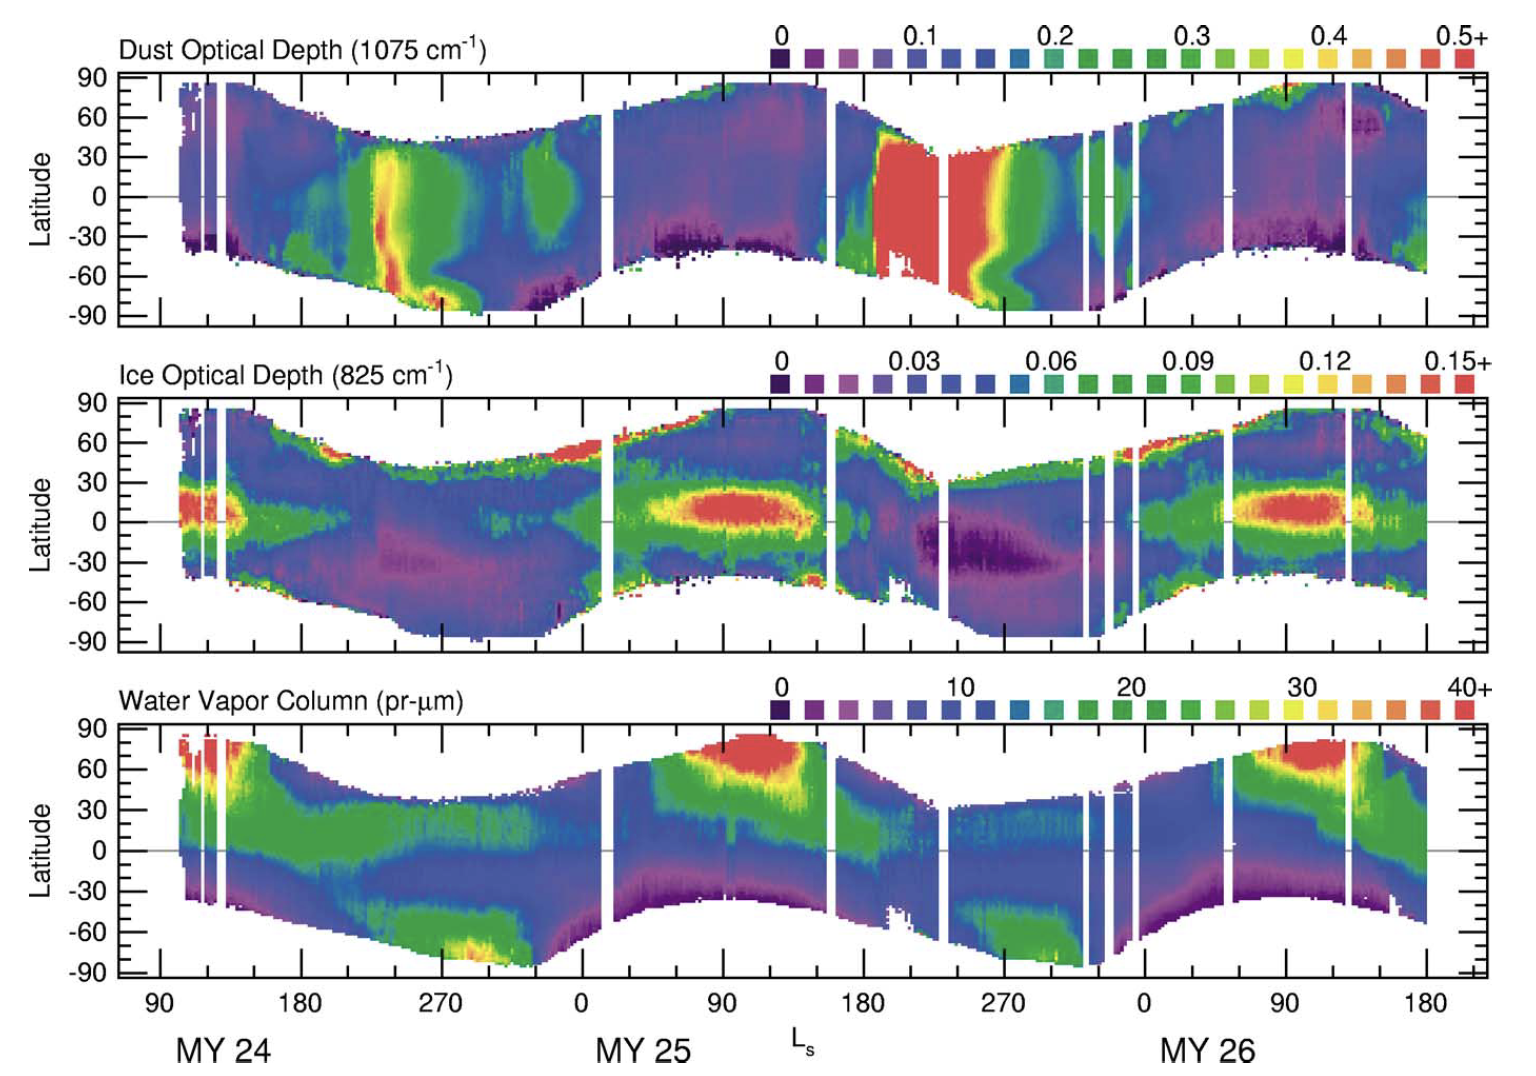 Dust Optical Depth (1075 cm⁻¹)
0 0.1 0.2 0.3 0.4 0.5+
90
60
30
0
-30
-60
-90
Latitude
Ice Optical Depth (825 cm⁻¹)
0 0.03 0.06 0.09 0.12 0.15+
90
60
30
0
-30
-60
-90
Latitude
Water Vapor Column (pr-μm)
0 10 20 30 40+
90
60
30
0
-30
-60
-90
Latitude
90 180 270 0 90 180 270 0 90 180
Lₛ
MY 24 MY 25 MY 26